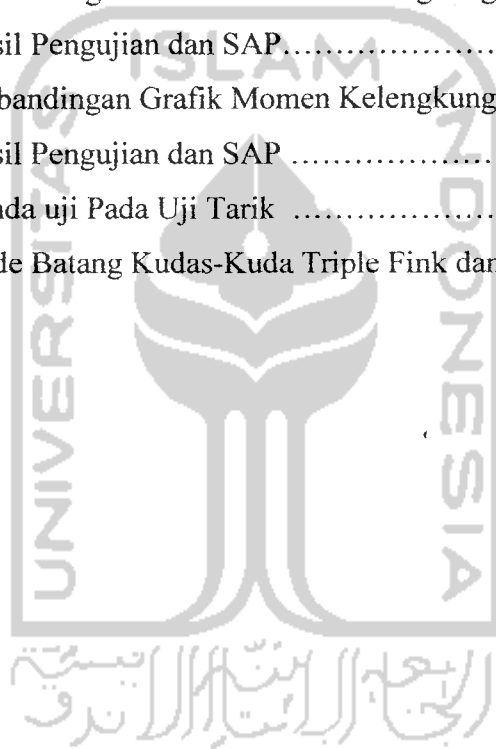 sil Pengujian dan SAP.....................
bandingan Grafik Momen Kelengkung
sil Pengujian dan SAP .....................
nda uji Pada Uji Tarik .....................
de Batang Kudas-Kuda Triple Fink dan
ISLAM
UNIVERSITAS
INDONESIA